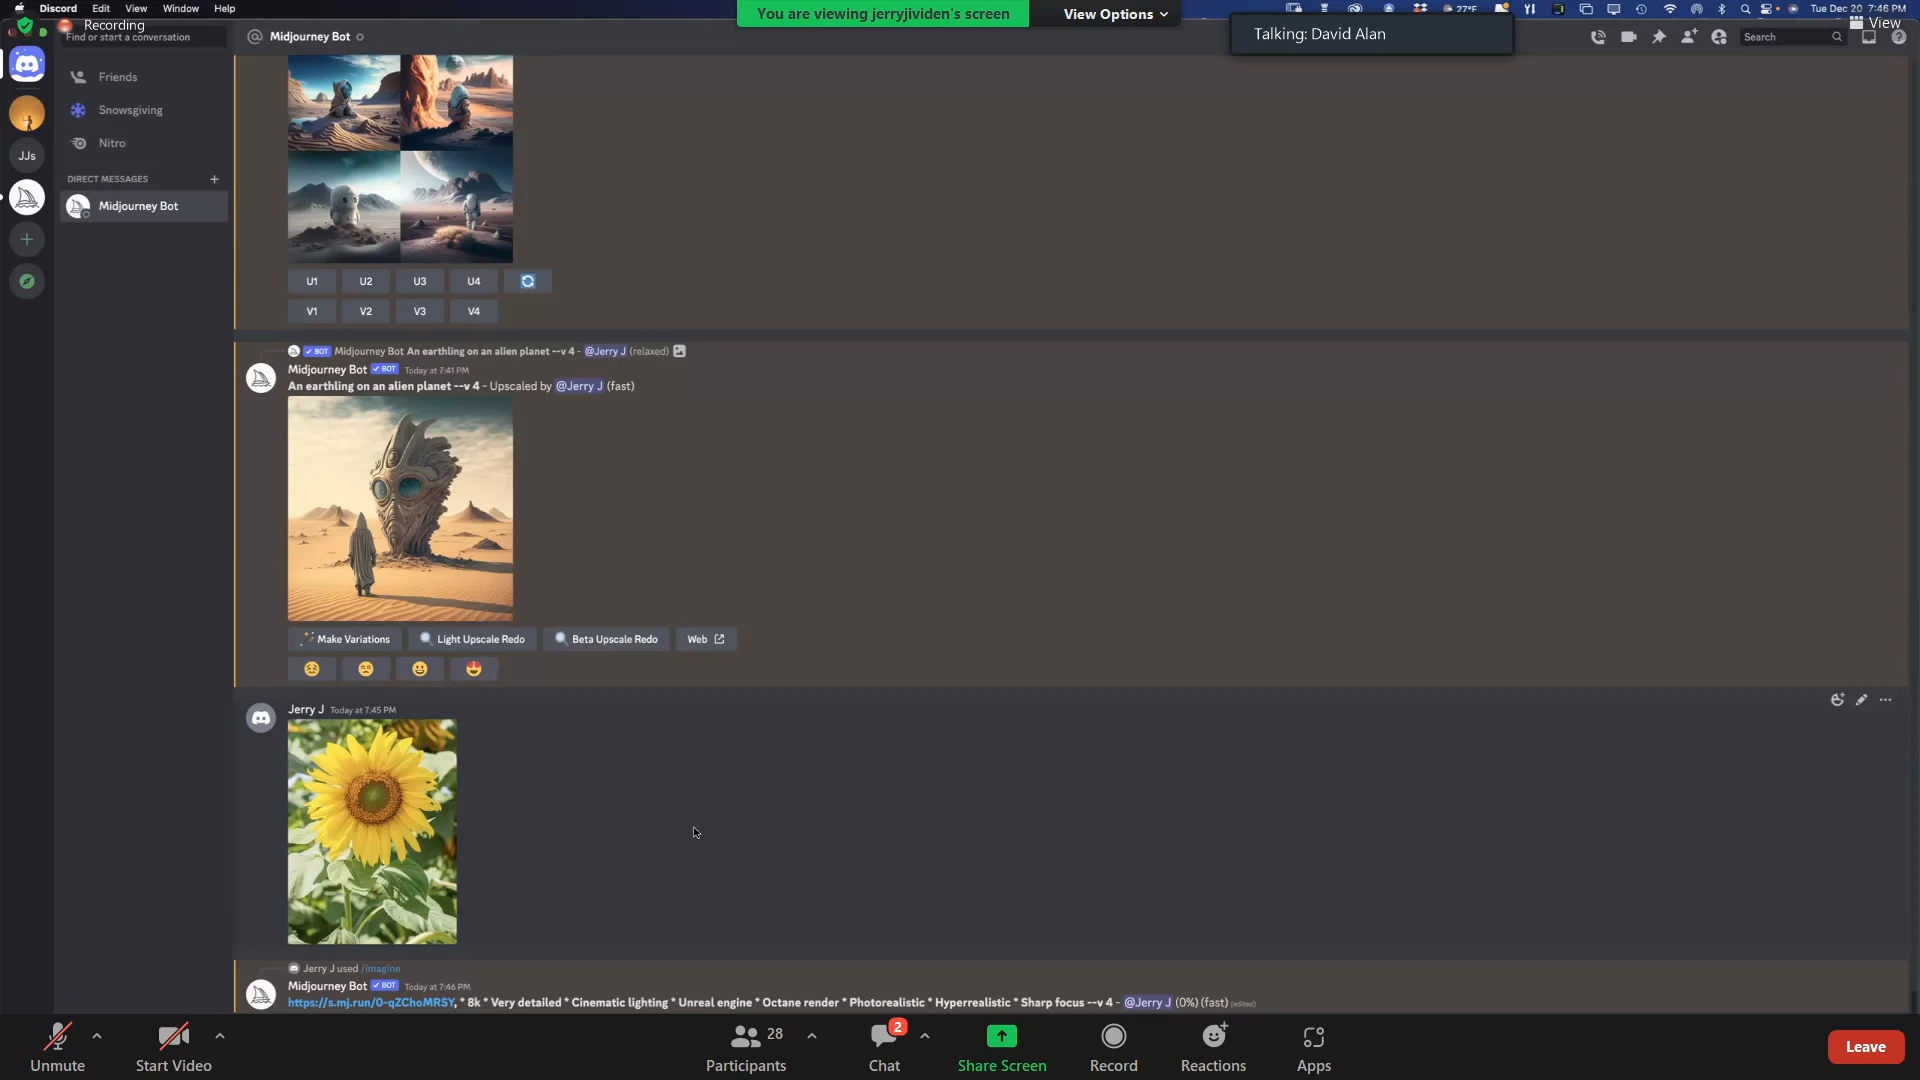 Discord Edit View Window Help
You are viewing jerryjividen's screen
View Options
27°F
Tue Dec 20 7:46 PM
Recording
View
Talking: David Alan
Find or start a conversation
Midjourney Bot
Search
Friends
Snowsgiving
Nitro
JJs
DIRECT MESSAGES +
Midjourney Bot
U1 U2 U3 U4
V1 V2 V3 V4
BOT Midjourney Bot An earthling on an alien planet --v 4 - @Jerry J (relaxed)
Midjourney Bot BOT Today at 7:41 PM
An earthling on an alien planet --v 4 - Upscaled by @Jerry J (fast)
Make Variations Light Upscale Redo Beta Upscale Redo Web
Jerry J Today at 7:45 PM
Jerry J used /imagine
Midjourney Bot BOT Today at 7:46 PM
https://s.mj.run/0-qZChoMRSY, * 8k * Very detailed * Cinematic lighting * Unreal engine * Octane render * Photorealistic * Hyperrealistic * Sharp focus --v 4 - @Jerry J (0%) (fast) (edited)
28
2
Unmute Start Video Participants Chat Share Screen Record Reactions Apps Leave